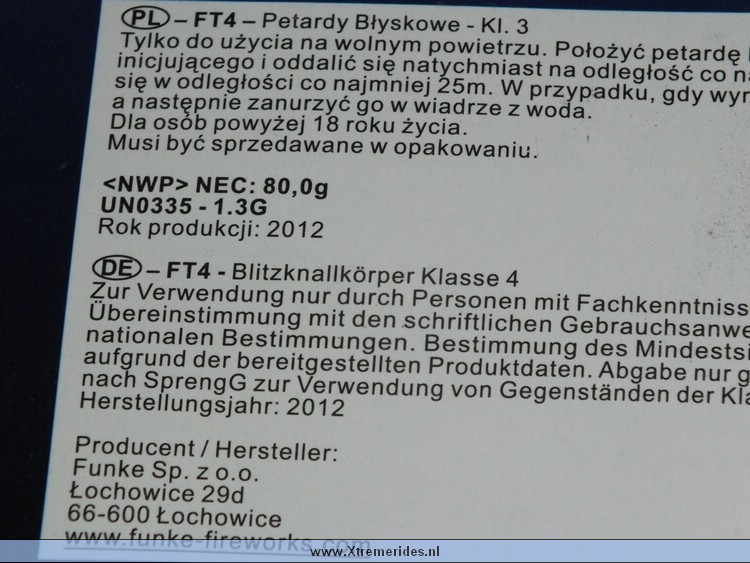 PL – FT4 – Petardy Błyskowe - Kl. 3
Tylko do użycia na wolnym powietrzu. Położyć petardę
inicjującego i oddalić się natychmiast na odległość co
się w odległości co najmniej 25m. W przypadku, gdy wyr
a następnie zanurzyć go w wiadrze z woda.
Dla osób powyżej 18 roku życia.
Musi być sprzedawane w opakowaniu.
<NWP> NEC: 80,0g
UN0335 - 1.3G
Rok produkcji: 2012
DE – FT4 - Blitzknallkörper Klasse 4
Zur Verwendung nur durch Personen mit Fachkenntniss
Übereinstimmung mit den schriftlichen Gebrauchsanwe
nationalen Bestimmungen. Bestimmung des Mindestsi
aufgrund der bereitgestellten Produktdaten. Abgabe nur g
nach SprengG zur Verwendung von Gegenständen der Kla
Herstellungsjahr: 2012
Producent / Hersteller:
Funke Sp. z o.o.
Łochowice 29d
66-600 Łochowice
www.funke-fireworks.com
www.Xtremerides.nl